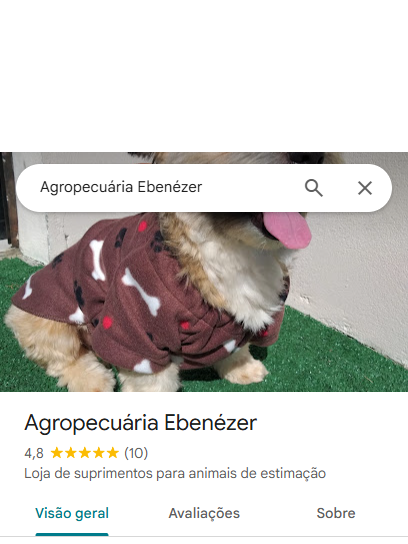 Agropecuária Ebenézer
Agropecuária Ebenézer
4,8 ★★★★★ (10)
Loja de suprimentos para animais de estimação
Visão geral Avaliações Sobre